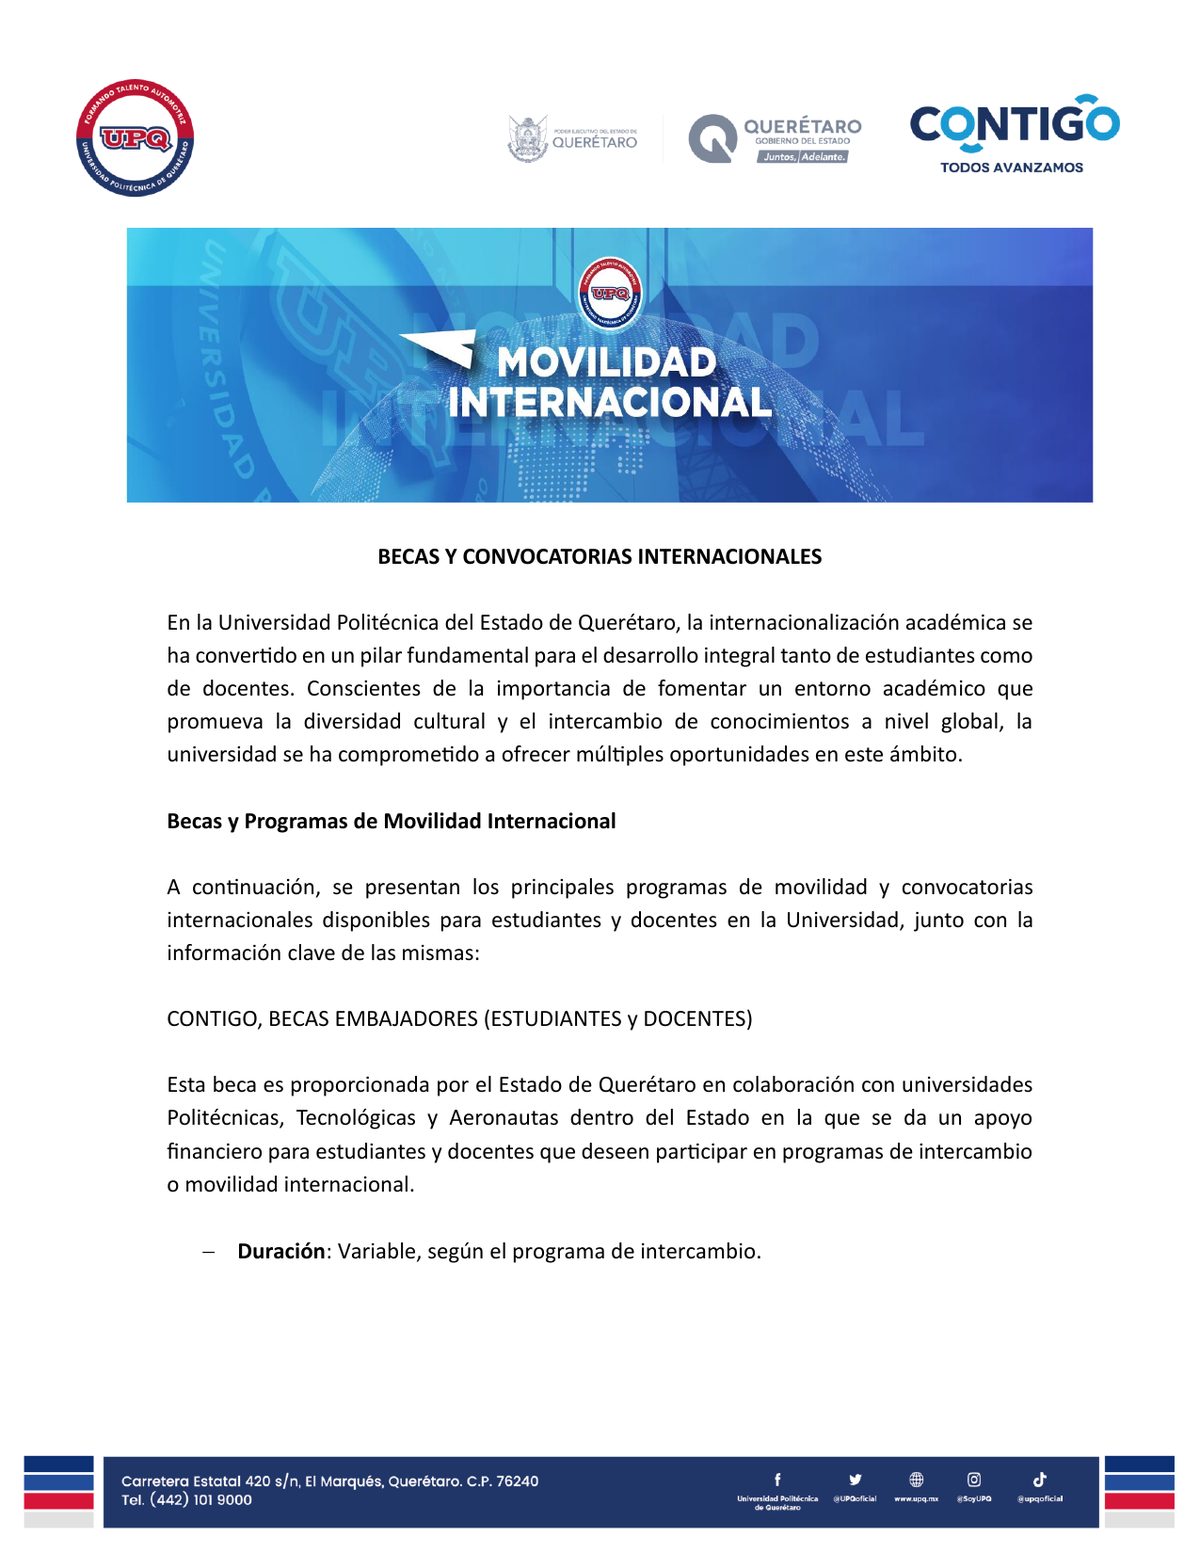 FORMANDO TALENTO AUTOMOTRIZ
UPQ
UNIVERSIDAD POLITÉCNICA DE QUERÉTARO
PODER EJECUTIVO DEL ESTADO DE
QUERÉTARO
QUERÉTARO
GOBIERNO DEL ESTADO
Juntos, Adelante.
CONTIGO
TODOS AVANZAMOS
UPQ
MOVILIDAD
INTERNACIONAL
BECAS Y CONVOCATORIAS INTERNACIONALES
En la Universidad Politécnica del Estado de Querétaro, la internacionalización académica se
ha convertido en un pilar fundamental para el desarrollo integral tanto de estudiantes como
de docentes. Conscientes de la importancia de fomentar un entorno académico que
promueva la diversidad cultural y el intercambio de conocimientos a nivel global, la
universidad se ha comprometido a ofrecer múltiples oportunidades en este ámbito.
Becas y Programas de Movilidad Internacional
A continuación, se presentan los principales programas de movilidad y convocatorias
internacionales disponibles para estudiantes y docentes en la Universidad, junto con la
información clave de las mismas:
CONTIGO, BECAS EMBAJADORES (ESTUDIANTES y DOCENTES)
Esta beca es proporcionada por el Estado de Querétaro en colaboración con universidades
Politécnicas, Tecnológicas y Aeronautas dentro del Estado en la que se da un apoyo
financiero para estudiantes y docentes que deseen participar en programas de intercambio
o movilidad internacional.
– Duración: Variable, según el programa de intercambio.
Carretera Estatal 420 s/n, El Marqués, Querétaro. C.P. 76240
Tel. (442) 101 9000
Universidad Politécnica
de Querétaro
@UPQoficial
www.upq.mx
@SoyUPQ
@upqoficial